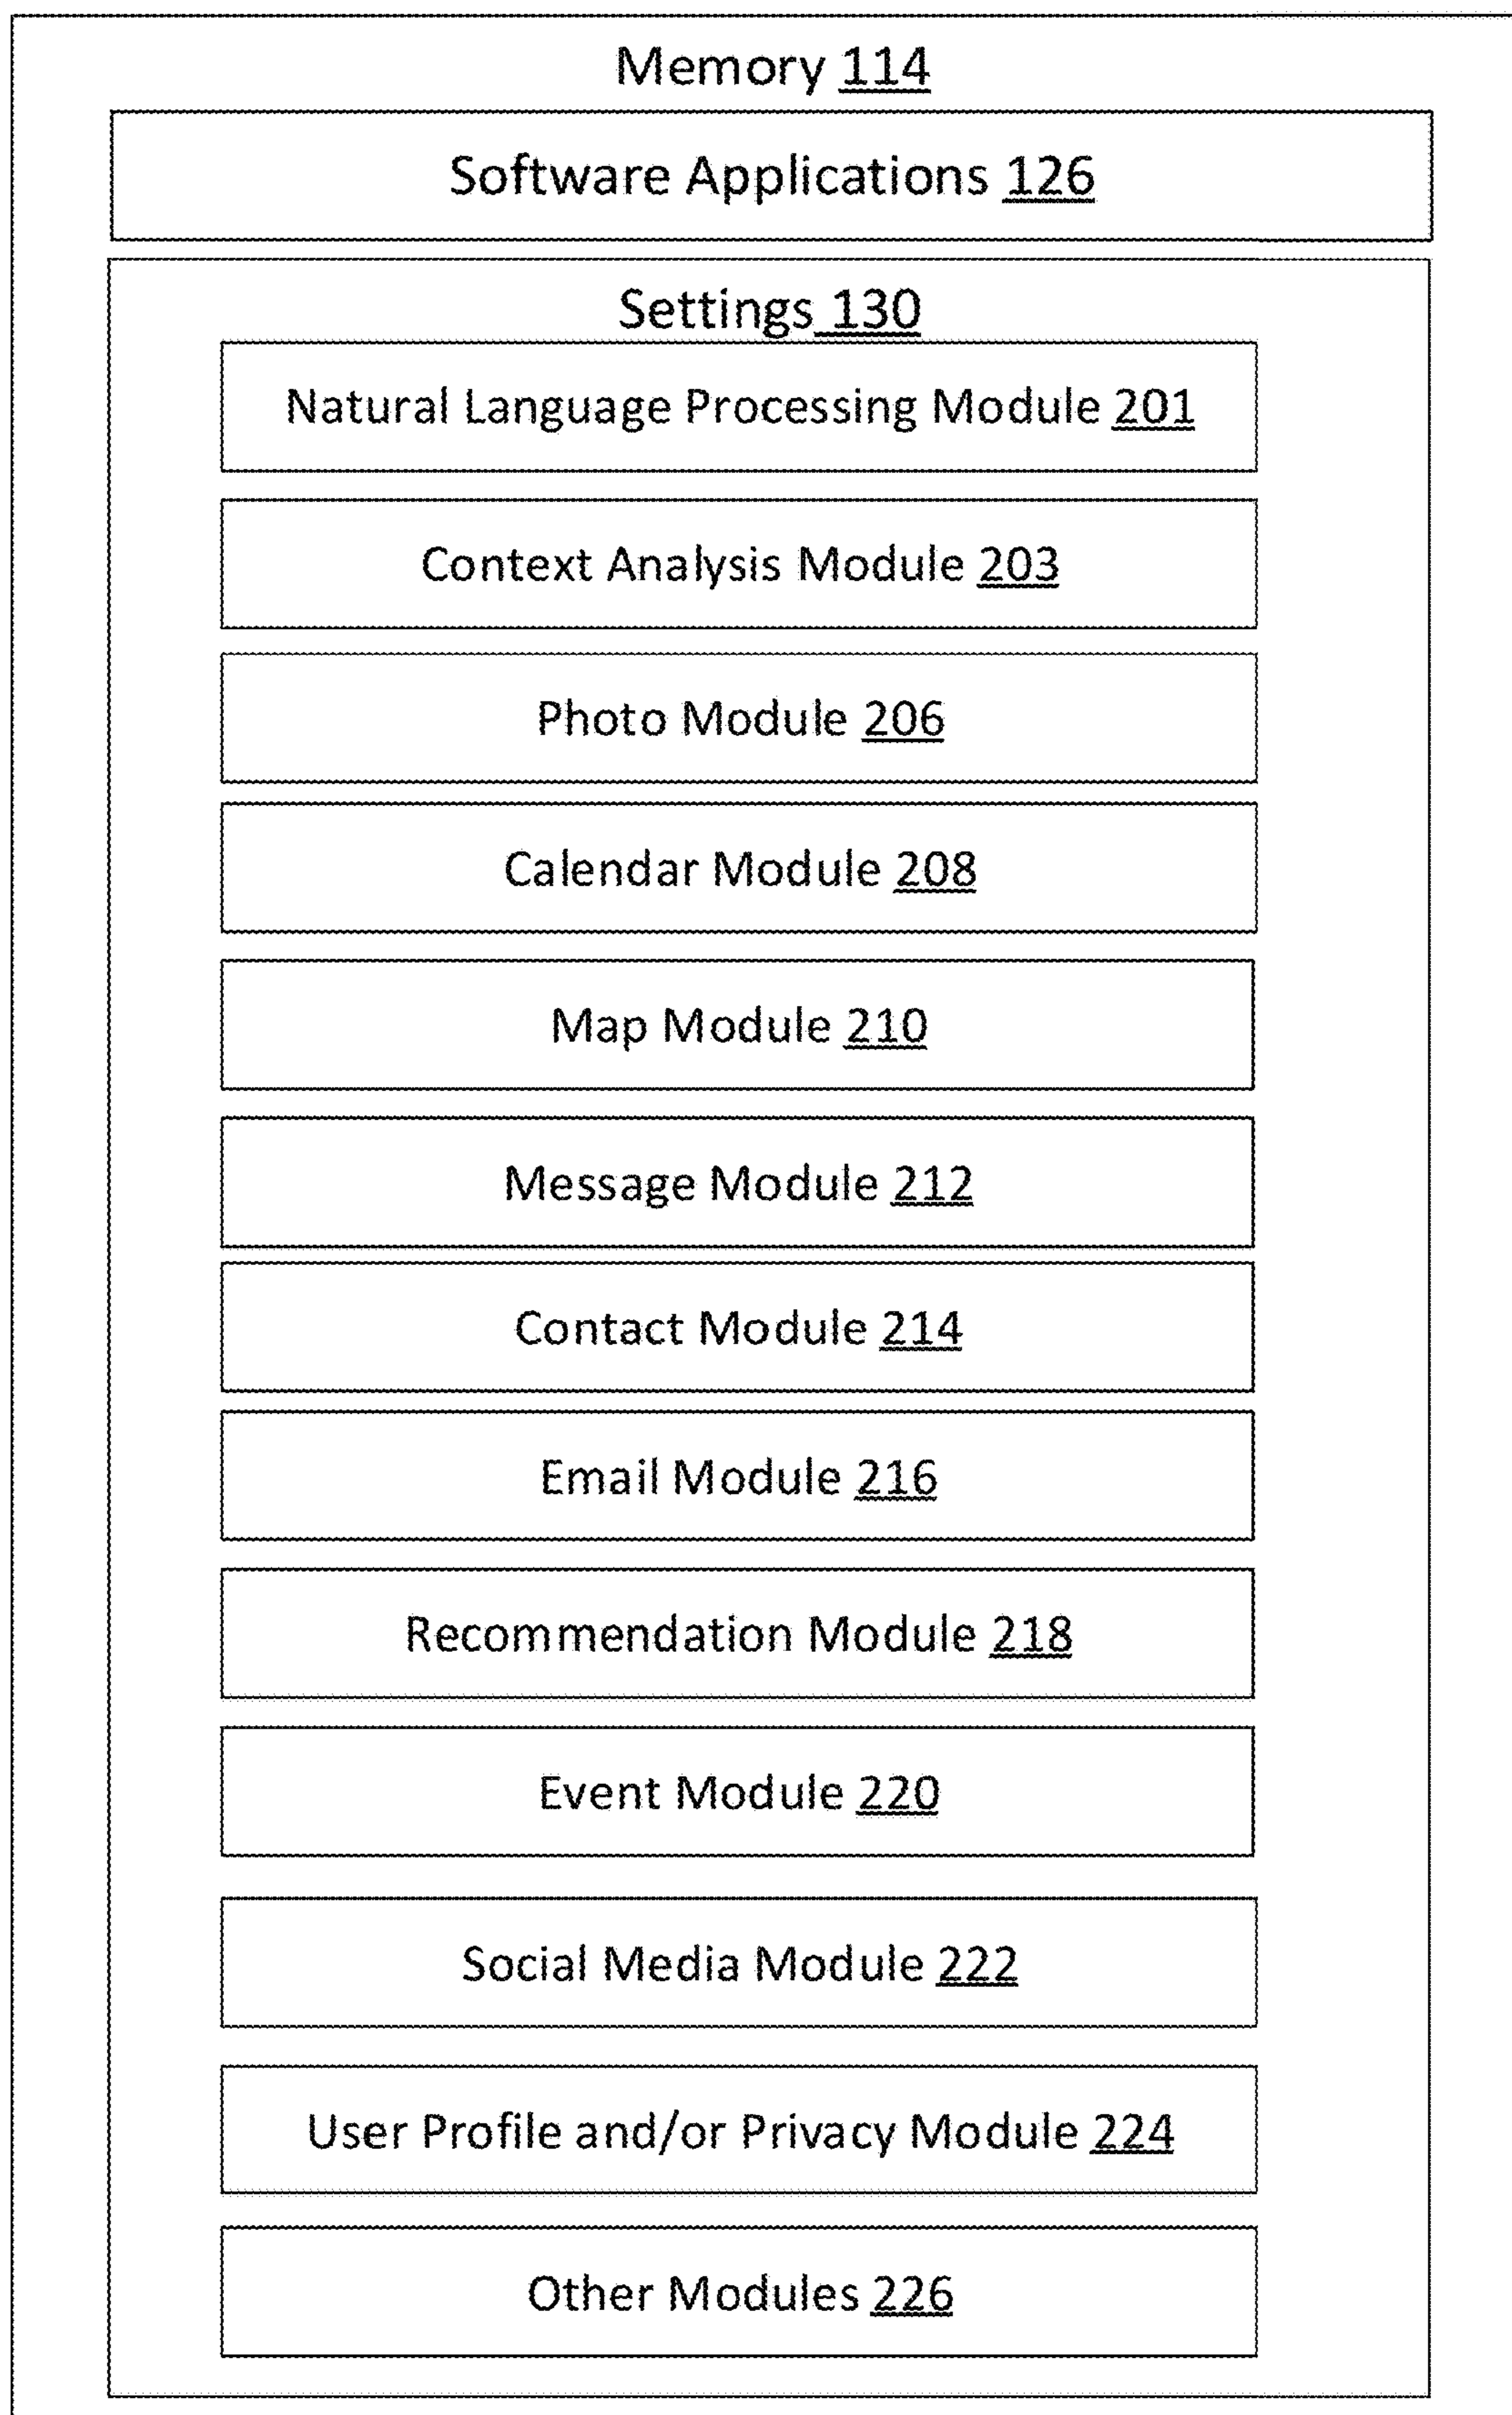 Memory 114
Software Applications 126
Settings 130
Natural Language Processing Module 201
Context Analysis Module 203
Photo Module 206
Calendar Module 208
Map Module 210
Message Module 212
Contact Module 214
Email Module 216
Recommendation Module 218
Event Module 220
Social Media Module 222
User Profile and/or Privacy Module 224
Other Modules 226